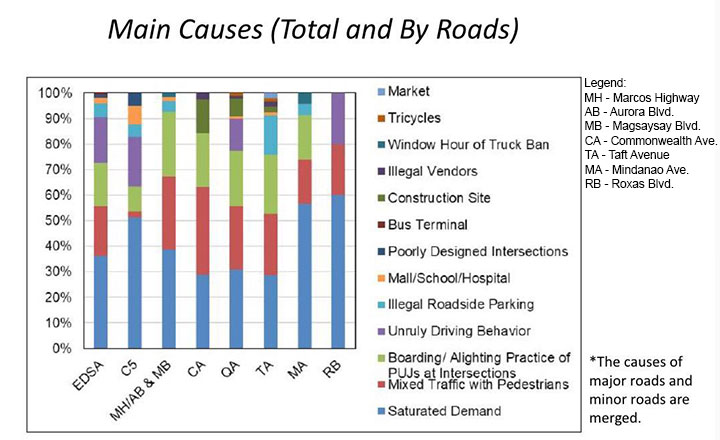 Main Causes (Total and By Roads)
100%
90%
80%
70%
60%
50%
40%
30%
20%
10%
0%
EDSA
C5
MH/AB & MB
CA
QA
TA
MA
RB
Market
Tricycles
Window Hour of Truck Ban
Illegal Vendors
Construction Site
Bus Terminal
Poorly Designed Intersections
Mall/School/Hospital
Illegal Roadside Parking
Unruly Driving Behavior
Boarding/ Alighting Practice of
PUJs at Intersections
Mixed Traffic with Pedestrians
Saturated Demand
Legend:
MH - Marcos Highway
AB - Aurora Blvd.
MB - Magsaysay Blvd.
CA - Commonwealth Ave.
TA - Taft Avenue
MA - Mindanao Ave.
RB - Roxas Blvd.
*The causes of
major roads and
minor roads are
merged.